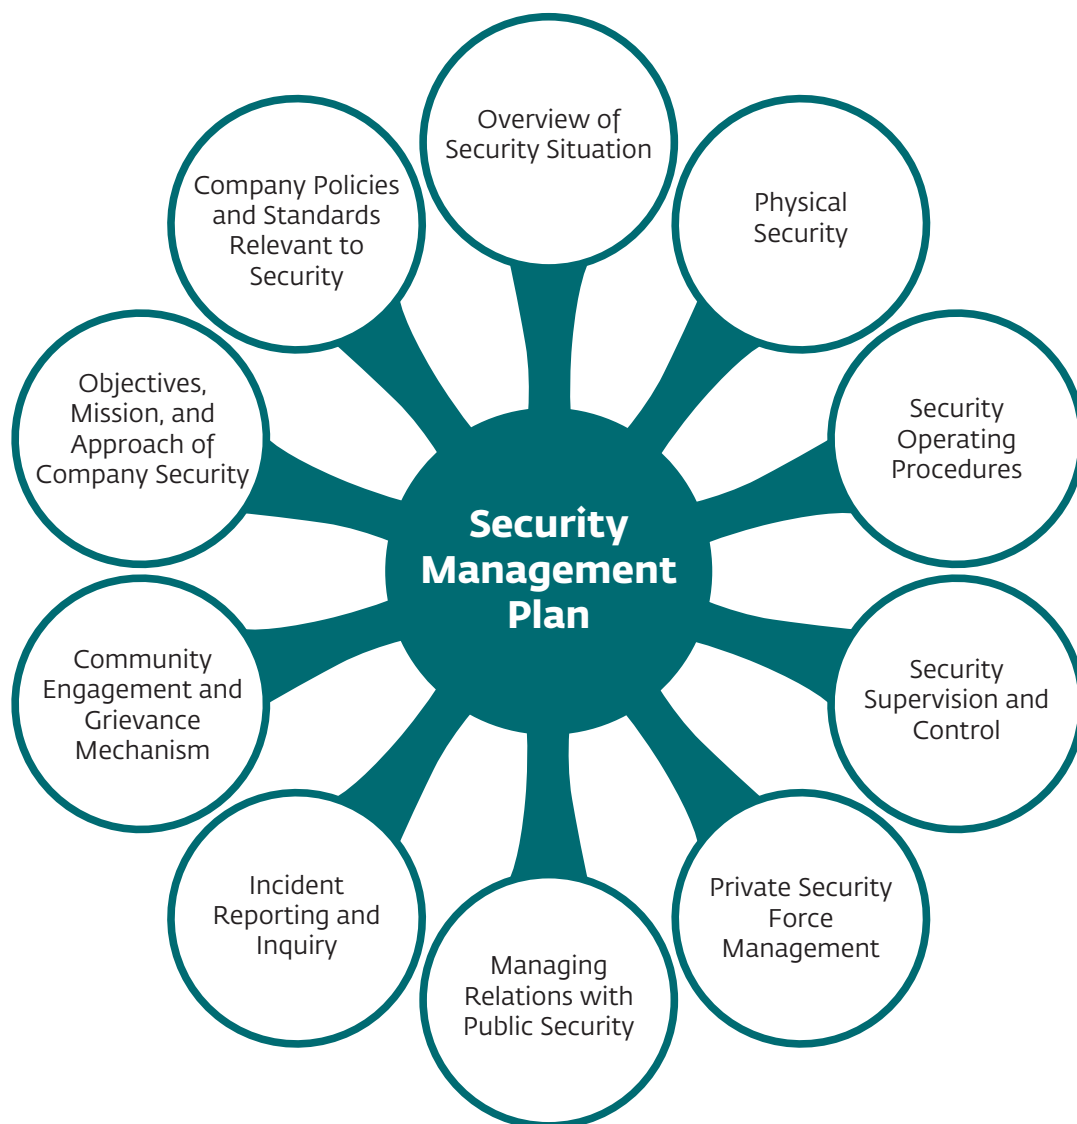 Overview of
Security Situation
Physical
Security
Security
Operating
Procedures
Security
Supervision and
Control
Private Security
Force
Management
Managing
Relations with
Public Security
Incident
Reporting and
Inquiry
Community
Engagement and
Grievance
Mechanism
Objectives,
Mission, and
Approach of
Company Security
Company Policies
and Standards
Relevant to
Security
Security
Management
Plan